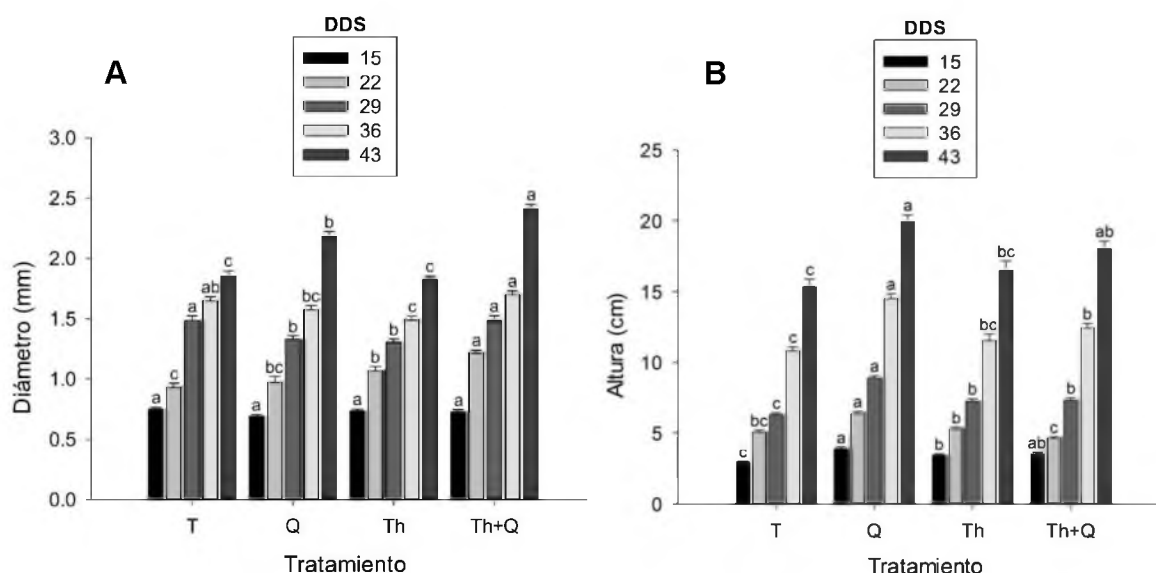 A
DDS
15
22
29
36
43
Diámetro (mm)
3.0
2.5
2.0
1.5
1.0
0.5
0.0
a c a ab c
a bc b bc b
a b b c c
a a a a a
T Q Th Th+Q
Tratamiento
B
DDS
15
22
29
36
43
Altura (cm)
25
20
15
10
5
0
c bc c b c
a a a a a
b b b bc bc
ab c b b ab
T Q Th Th+Q
Tratamiento